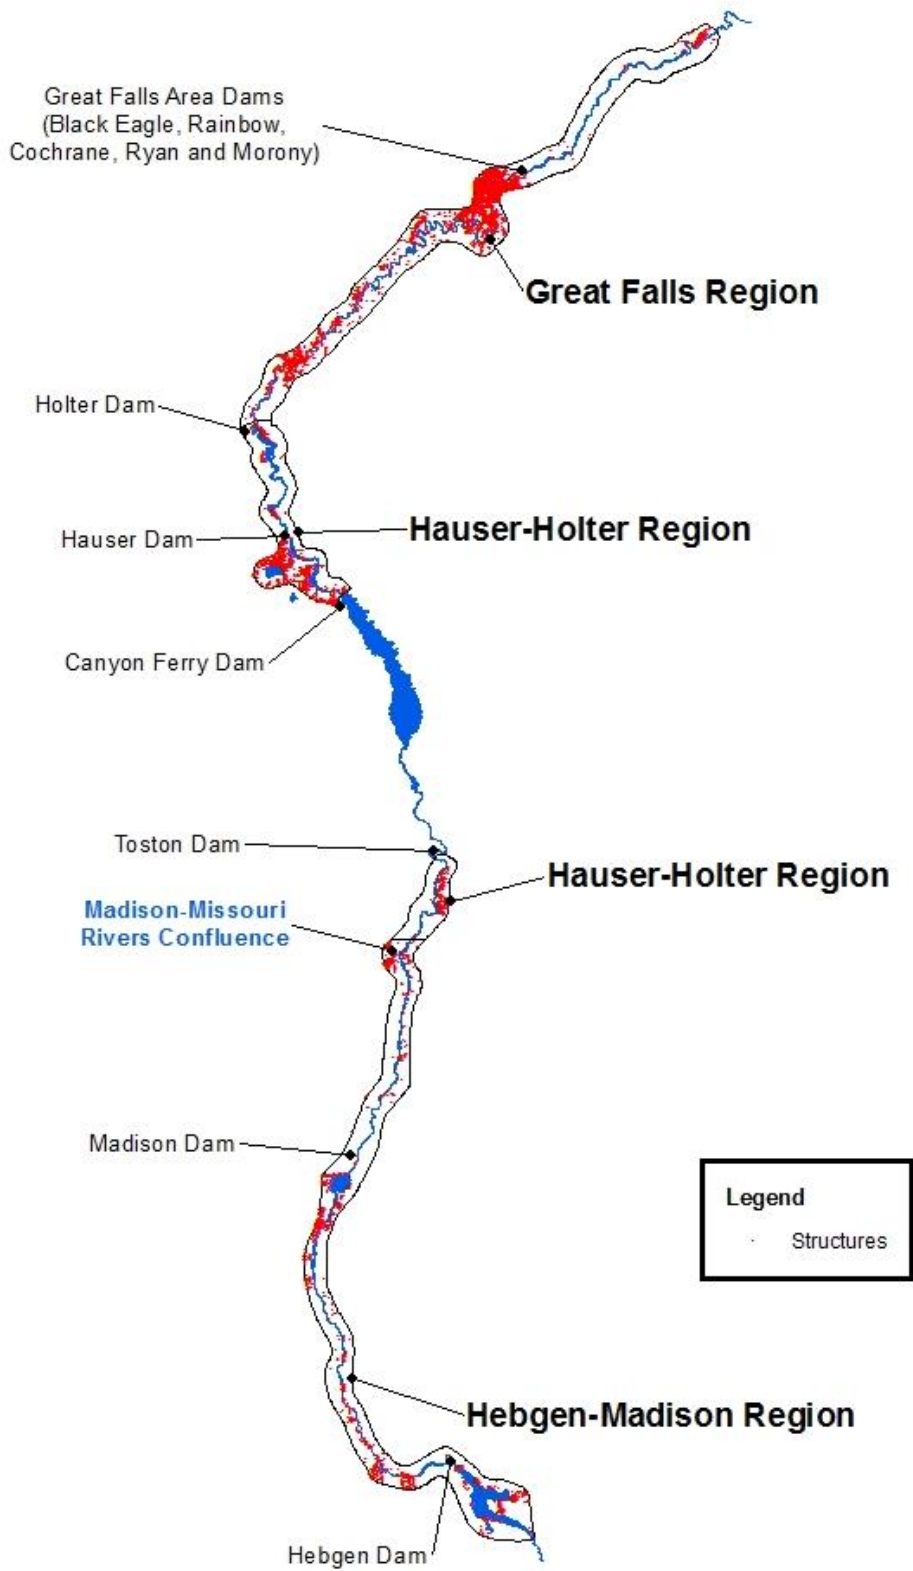 Great Falls Area Dams
(Black Eagle, Rainbow,
Cochrane, Ryan and Morony)
Great Falls Region
Holter Dam
Hauser-Holter Region
Hauser Dam
Canyon Ferry Dam
Toston Dam
Hauser-Holter Region
Madison-Missouri
Rivers Confluence
Madison Dam
Legend
Structures
Hebgen-Madison Region
Hebgen Dam